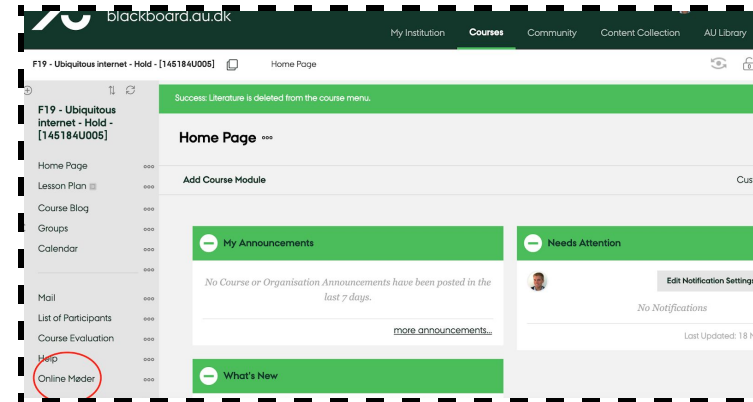 blackboard.au.dk
My Institution Courses Community Content Collection AU Library
F19 - Ubiquitous internet - Hold - [145184U005] Home Page
Success: Literature is deleted from the course menu.
F19 - Ubiquitous
internet - Hold -
[145184U005]
Home Page
Lesson Plan
Course Blog
Groups
Calendar
Mail
List of Participants
Course Evaluation
Help
Online Møder
Home Page
Add Course Module
My Announcements
No Course or Organisation Announcements have been posted in the
last 7 days.
more announcements...
What's New
Needs Attention
Edit Notification Settings
No Notifications
Last Updated: 18